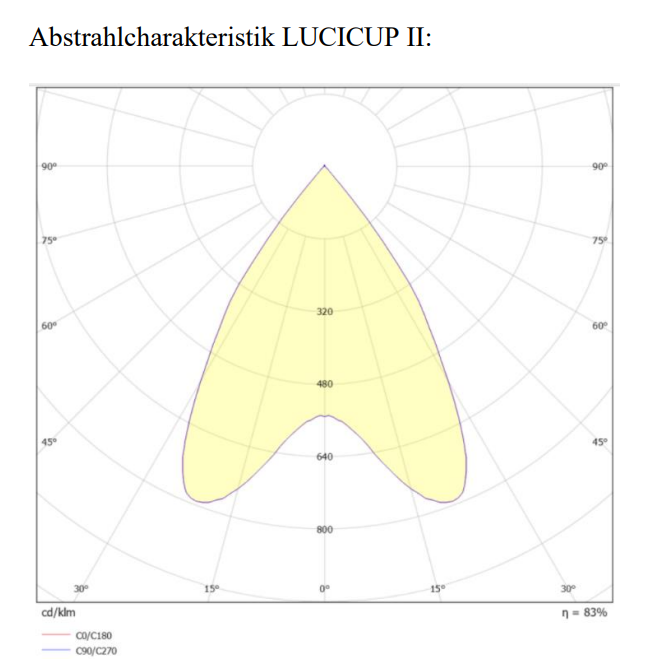 Abstrahlcharakteristik LUCICUP II:
90° 90°
75° 75°
60° 320 60°
480
45° 640 45°
800
30° 15° 0° 15° 30°
cd/klm η = 83%
C0/C180
C90/C270